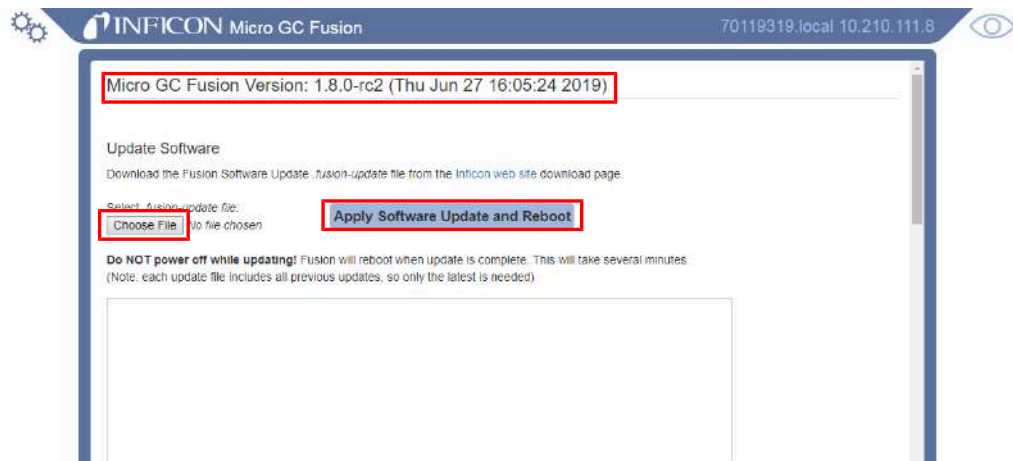 INFICON Micro GC Fusion
70119319.local 10.210.111.8
Micro GC Fusion Version: 1.8.0-rc2 (Thu Jun 27 16:05:24 2019)
Update Software
Download the Fusion Software Update .fusion-update file from the Inficon web site download page.
Select .fusion-update file:
Choose File No file chosen
Apply Software Update and Reboot
Do NOT power off while updating! Fusion will reboot when update is complete. This will take several minutes.
(Note: each update file includes all previous updates, so only the latest is needed)